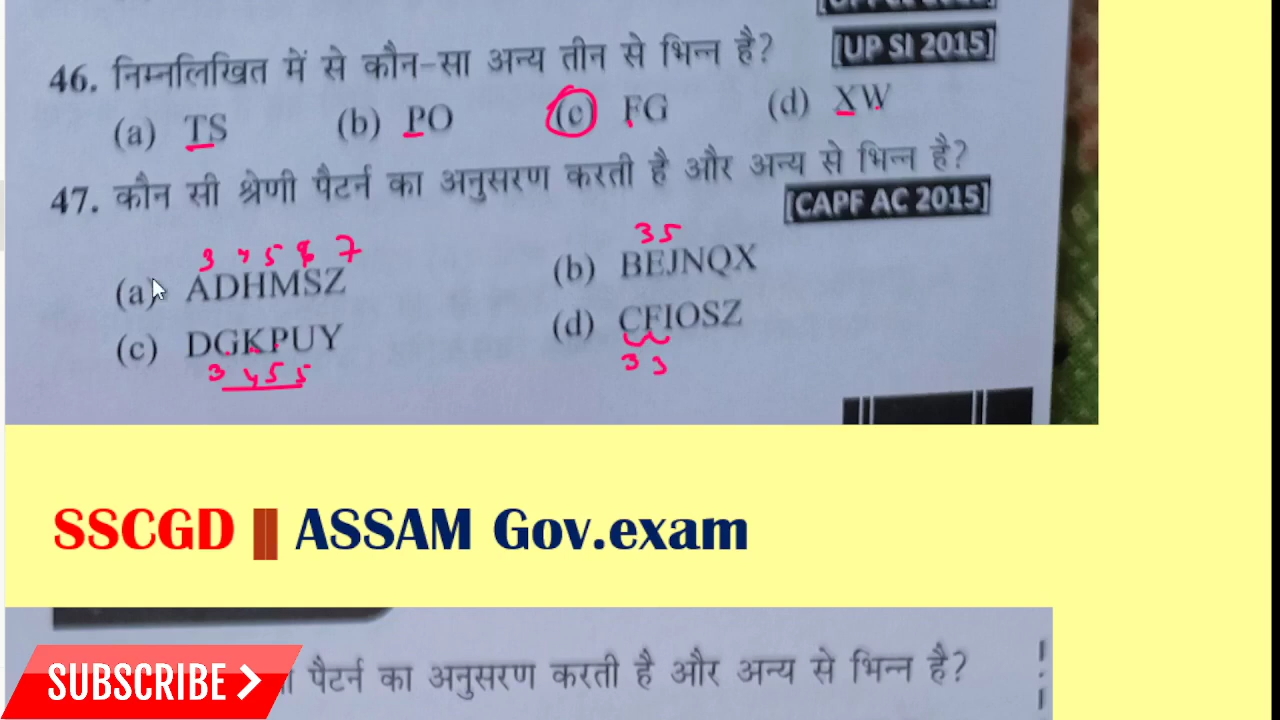 [UP SI 2015]
46. निम्नलिखित में से कौन-सा अन्य तीन से भिन्न है?
(a) TS (b) PO (c) FG (d) XW
47. कौन सी श्रेणी पैटर्न का अनुसरण करती है और अन्य से भिन्न है?
[CAPF AC 2015]
3 4 5 6 7
3 5
(a) ADHMSZ (b) BEJNQX
(c) DGKPUY (d) CFIOSZ
3 4 5 5
3 3
SSCGD || ASSAM Gov.exam
पैटर्न का अनुसरण करती है और अन्य से भिन्न है?
SUBSCRIBE